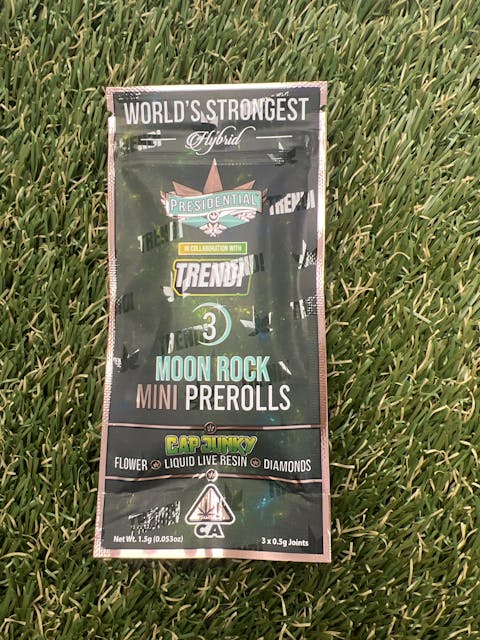 WORLD'S STRONGEST
Hybrid
PRESIDENTIAL
IN COLLABORATION WITH
TRENDI
3
MOON ROCK
MINI PREROLLS
CAP JUNKY
FLOWER LIQUID LIVE RESIN DIAMONDS
CA
Net Wt. 1.5g (0.053oz) 3 x 0.5g Joints